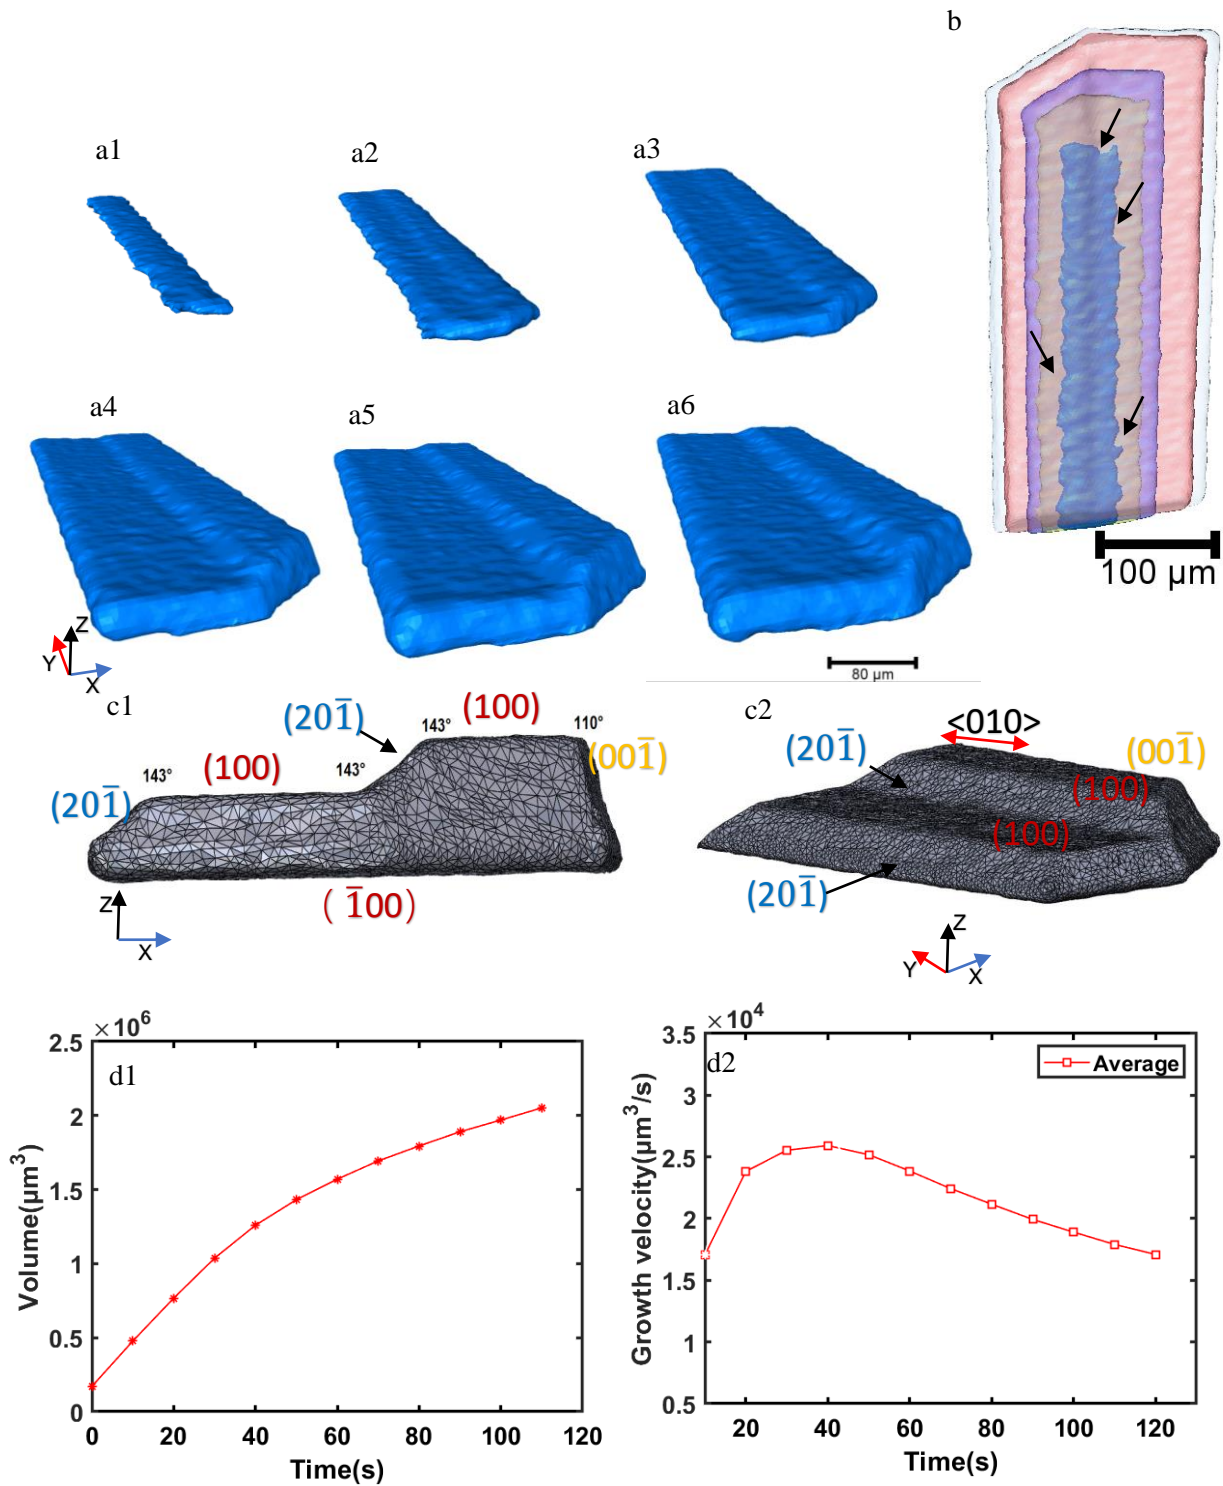 b
a1
a2
a3
a4
a5
a6
100 µm
Z
Y
X
80 µm
c1
(201̅)
143°
(100)
110°
(001̅)
143°
(100)
143°
(201̅)
(1̅00)
Z
X
c2
<010>
(201̅)
(001̅)
(100)
(100)
(201̅)
Z
Y
X
×10⁶
d1
2.5
2
1.5
1
0.5
0
Volume(µm³)
0 20 40 60 80 100 120
Time(s)
×10⁴
d2
Average
3.5
3
2.5
2
1.5
1
0.5
Growth velocity(µm³/s)
20 40 60 80 100 120
Time(s)